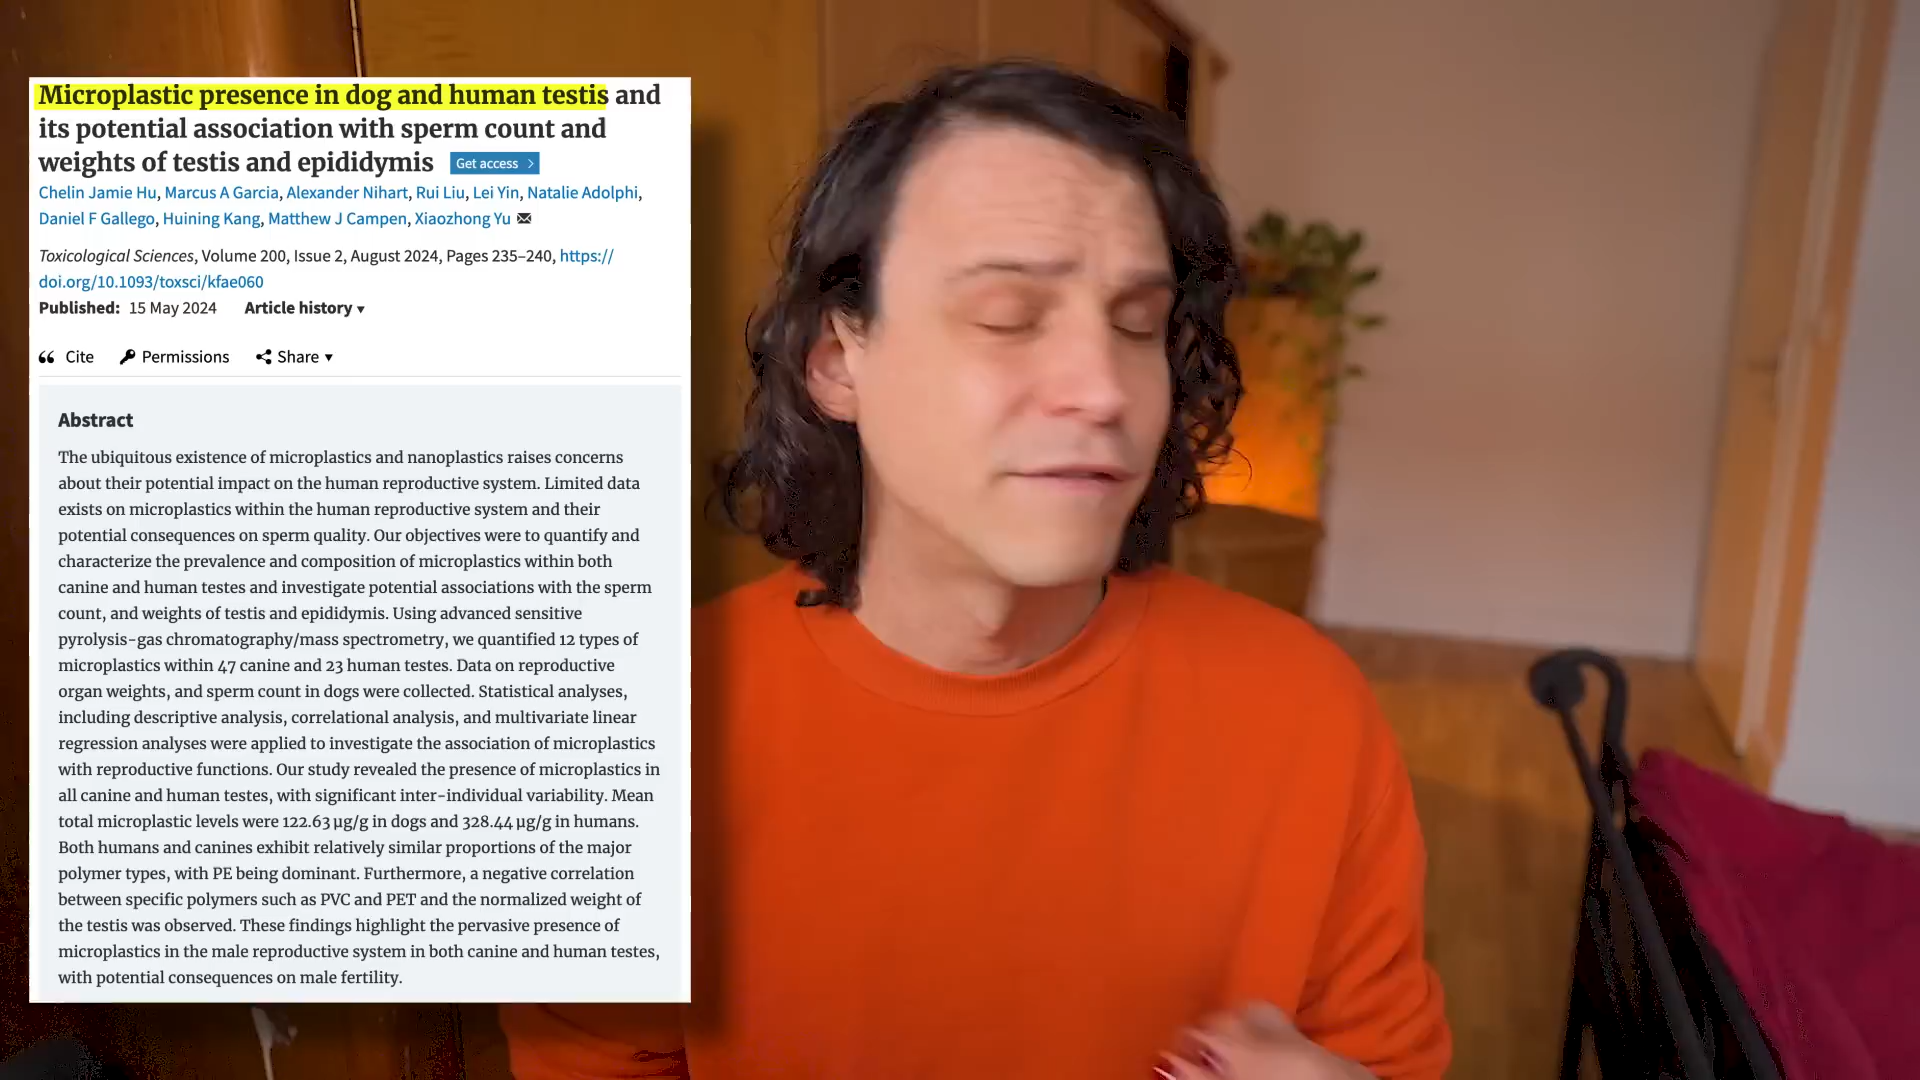 Microplastic presence in dog and human testis and
its potential association with sperm count and
weights of testis and epididymis Get access >
Chelin Jamie Hu, Marcus A Garcia, Alexander Nihart, Rui Liu, Lei Yin, Natalie Adolphi,
Daniel F Gallego, Huining Kang, Matthew J Campen, Xiaozhong Yu
Toxicological Sciences, Volume 200, Issue 2, August 2024, Pages 235–240, https://
doi.org/10.1093/toxsci/kfae060
Published: 15 May 2024 Article history ▾
Cite Permissions Share ▾
Abstract
The ubiquitous existence of microplastics and nanoplastics raises concerns
about their potential impact on the human reproductive system. Limited data
exists on microplastics within the human reproductive system and their
potential consequences on sperm quality. Our objectives were to quantify and
characterize the prevalence and composition of microplastics within both
canine and human testes and investigate potential associations with the sperm
count, and weights of testis and epididymis. Using advanced sensitive
pyrolysis-gas chromatography/mass spectrometry, we quantified 12 types of
microplastics within 47 canine and 23 human testes. Data on reproductive
organ weights, and sperm count in dogs were collected. Statistical analyses,
including descriptive analysis, correlational analysis, and multivariate linear
regression analyses were applied to investigate the association of microplastics
with reproductive functions. Our study revealed the presence of microplastics in
all canine and human testes, with significant inter-individual variability. Mean
total microplastic levels were 122.63 µg/g in dogs and 328.44 µg/g in humans.
Both humans and canines exhibit relatively similar proportions of the major
polymer types, with PE being dominant. Furthermore, a negative correlation
between specific polymers such as PVC and PET and the normalized weight of
the testis was observed. These findings highlight the pervasive presence of
microplastics in the male reproductive system in both canine and human testes,
with potential consequences on male fertility.